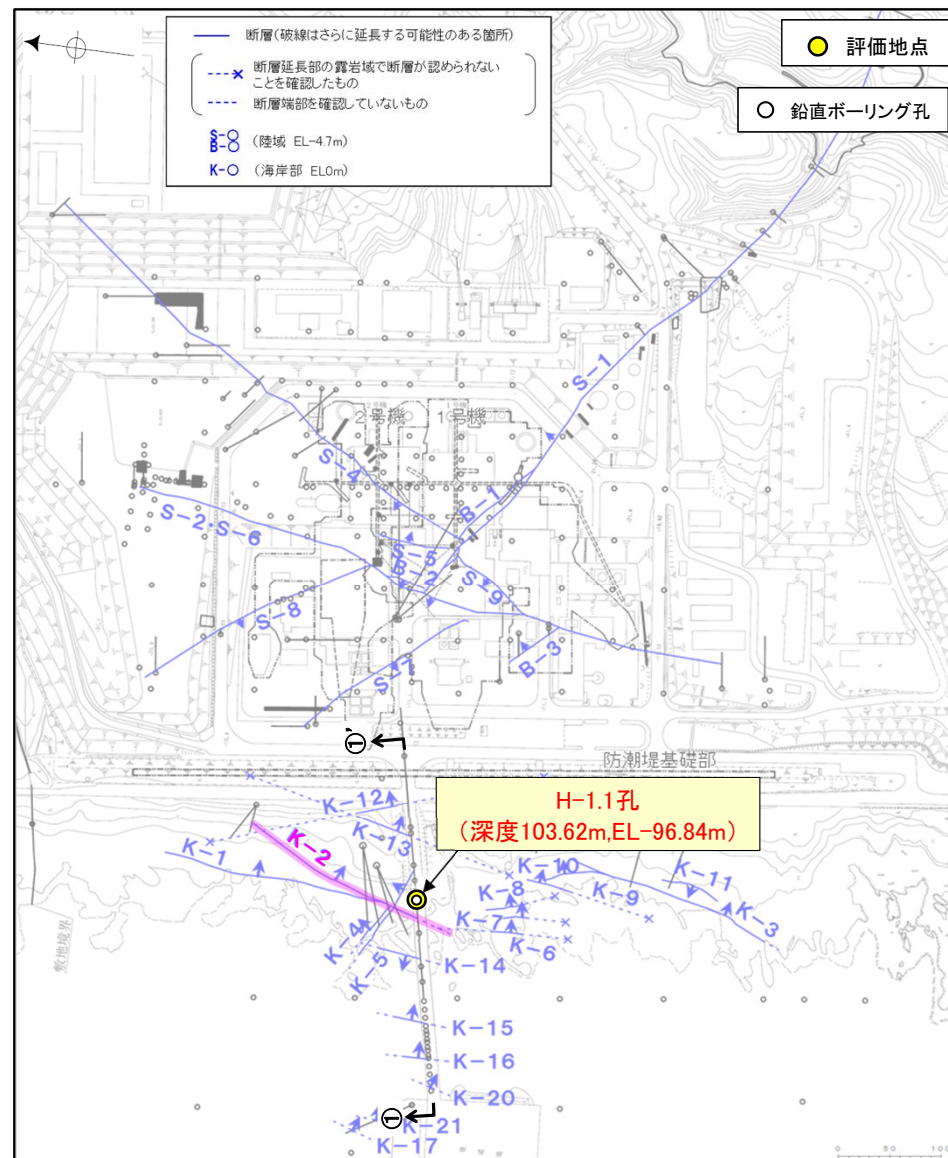 断層(破線はさらに延長する可能性のある箇所)
断層延長部の露岩域で断層が認められない
ことを確認したもの
断層端部を確認していないもの
S-○
B-○
(陸域 EL-4.7m)
K-○ (海岸部 EL0m)
評価地点
鉛直ボーリング孔
S-1
2号機
1号機
S-4
B-1
S-2・S-6
S-5
B-2
S-9
S-8
B-3
S-7
①'
防潮堤基礎部
H-1.1孔
(深度103.62m,EL-96.84m)
K-12
K-13
K-2
K-1
K-10
K-11
K-8
K-9
K-7
K-3
K-6
K-4
K-5
K-14
敷地境界
K-15
K-16
K-20
①
K-21
K-17
0 50 100